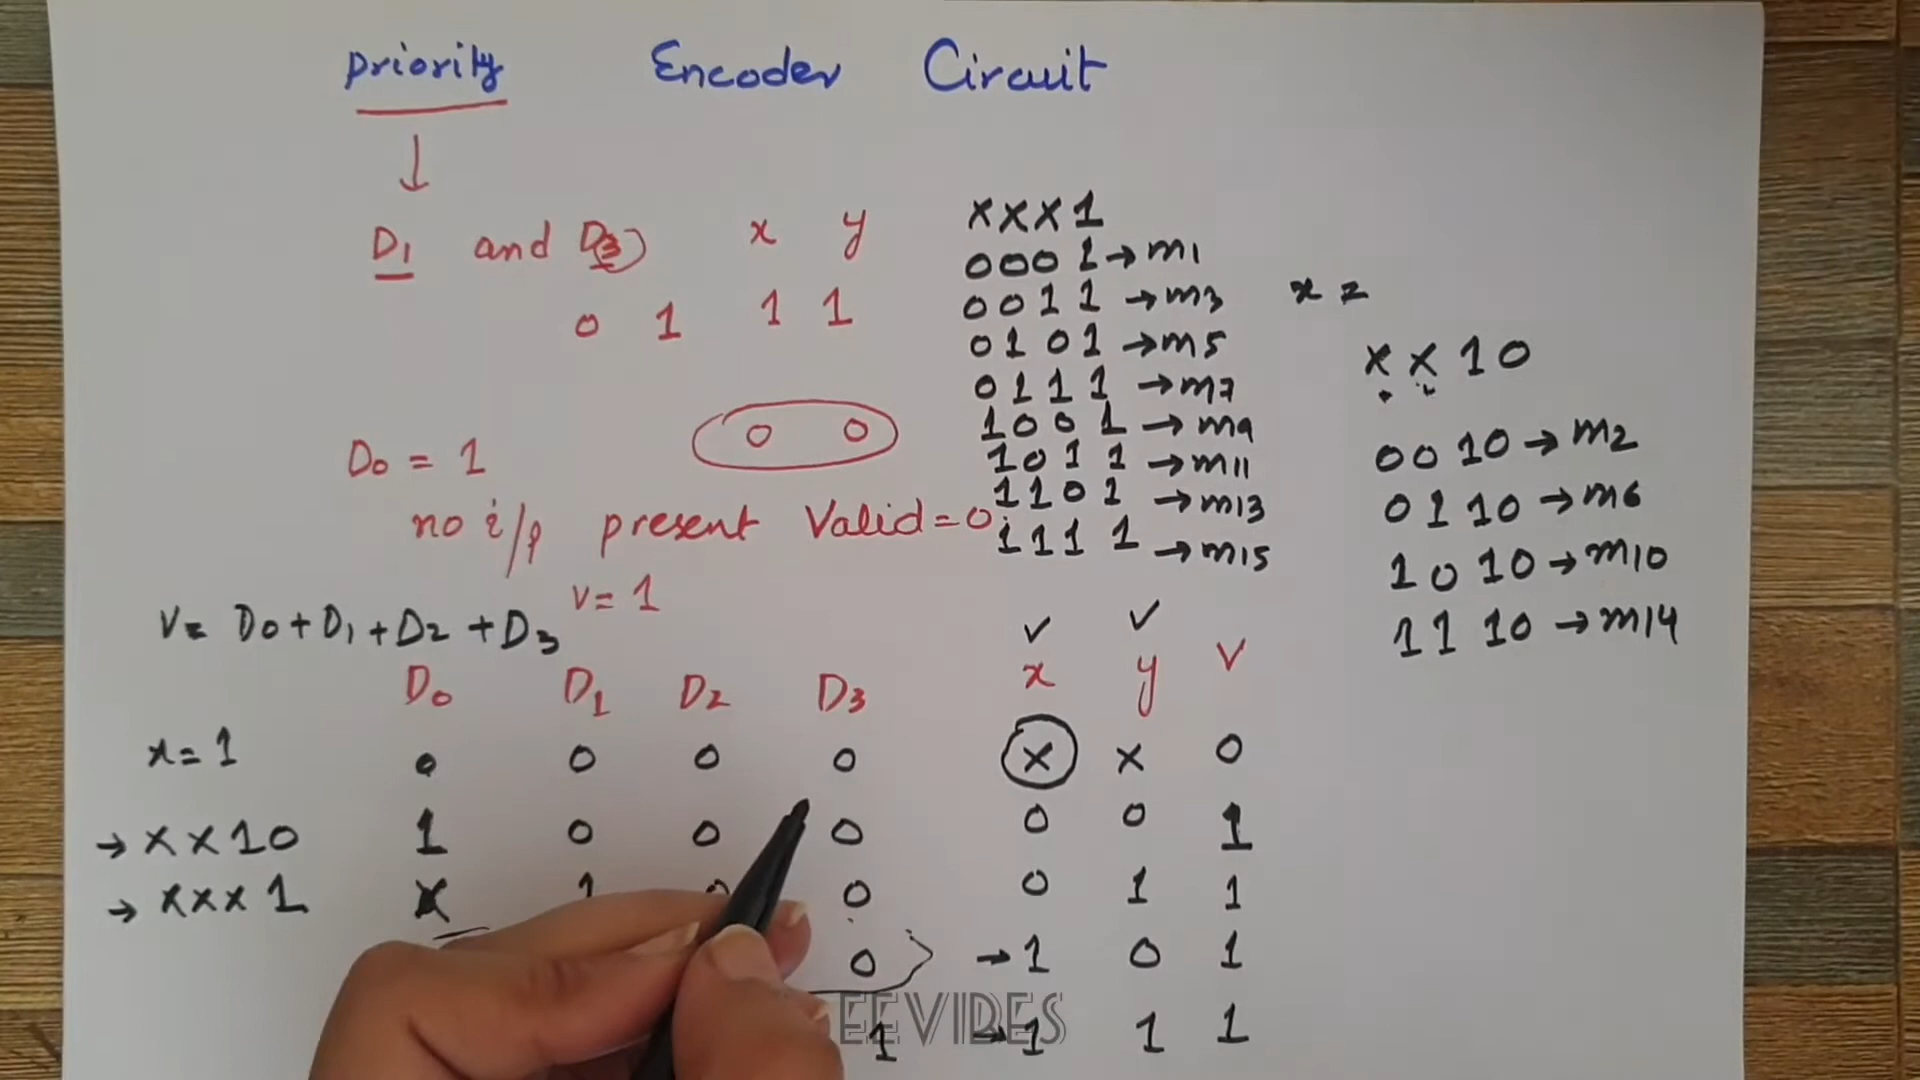 Priority Encoder Circuit
D1 and D3 x y
0 1 1 1
D0 = 1 0 0
no i/p present Valid = 0
v = 1
V = D0 + D1 + D2 + D3
xxx1
0001 → m1
0011 → m3
0101 → m5
0111 → m7
1001 → m9
1011 → m11
1101 → m13
1111 → m15
x =
xx10
0010 → m2
0110 → m6
1010 → m10
1110 → m14
D0 D1 D2 D3 x y V
x = 1 0 0 0 0 x x 0
→ xx10 1 0 0 0 0 0 1
→ xxx1 x 1 0 0 0 1 1
0 → 1 0 1
1 → 1 1 1
EEVIBES